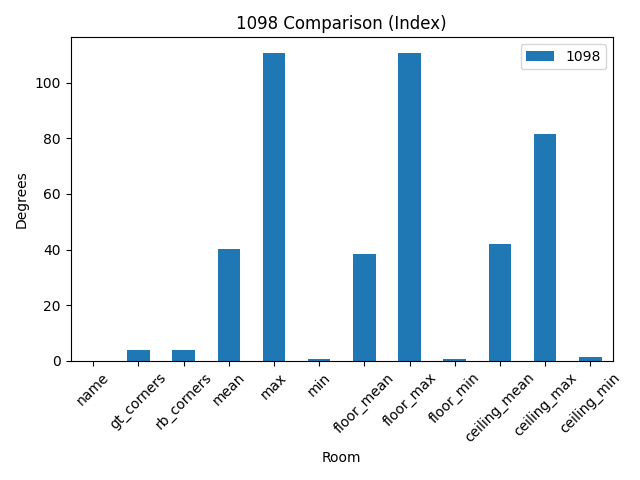 1098 Comparison (Index)
1098
Degrees
100
80
60
40
20
0
name
gt_corners
rb_corners
mean
max
min
floor_mean
floor_max
floor_min
ceiling_mean
ceiling_max
ceiling_min
Room